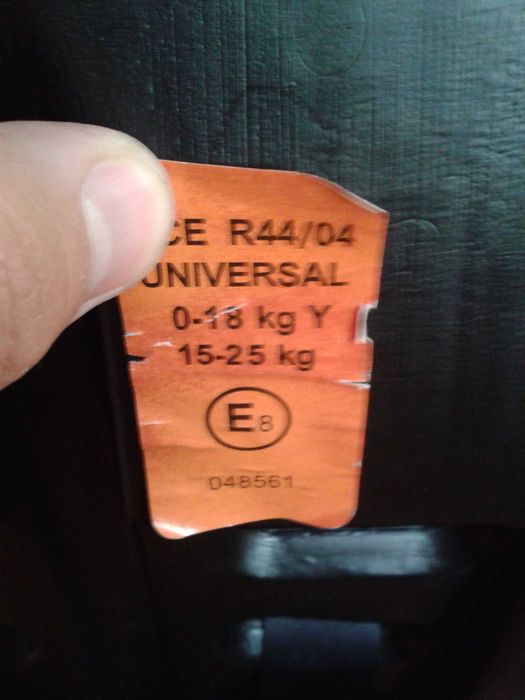 CE R44/04
UNIVERSAL
0-18 kg Y
15-25 kg
E8
048561